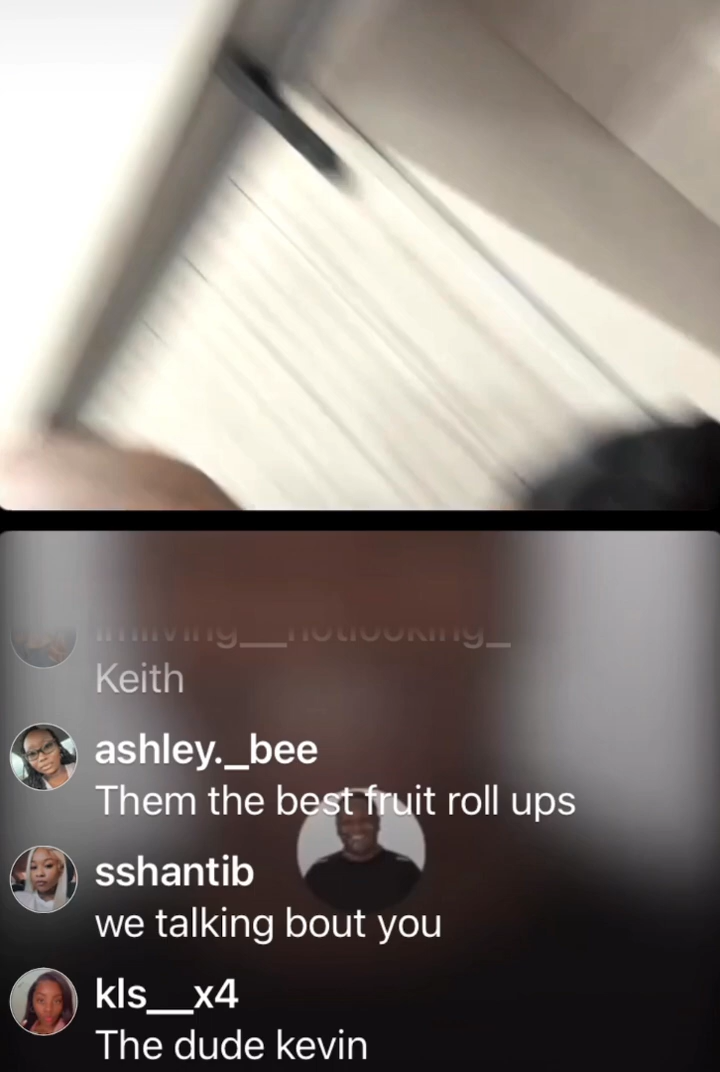 Keith
ashley._bee
Them the best fruit roll ups
sshantib
we talking bout you
kls__x4
The dude kevin